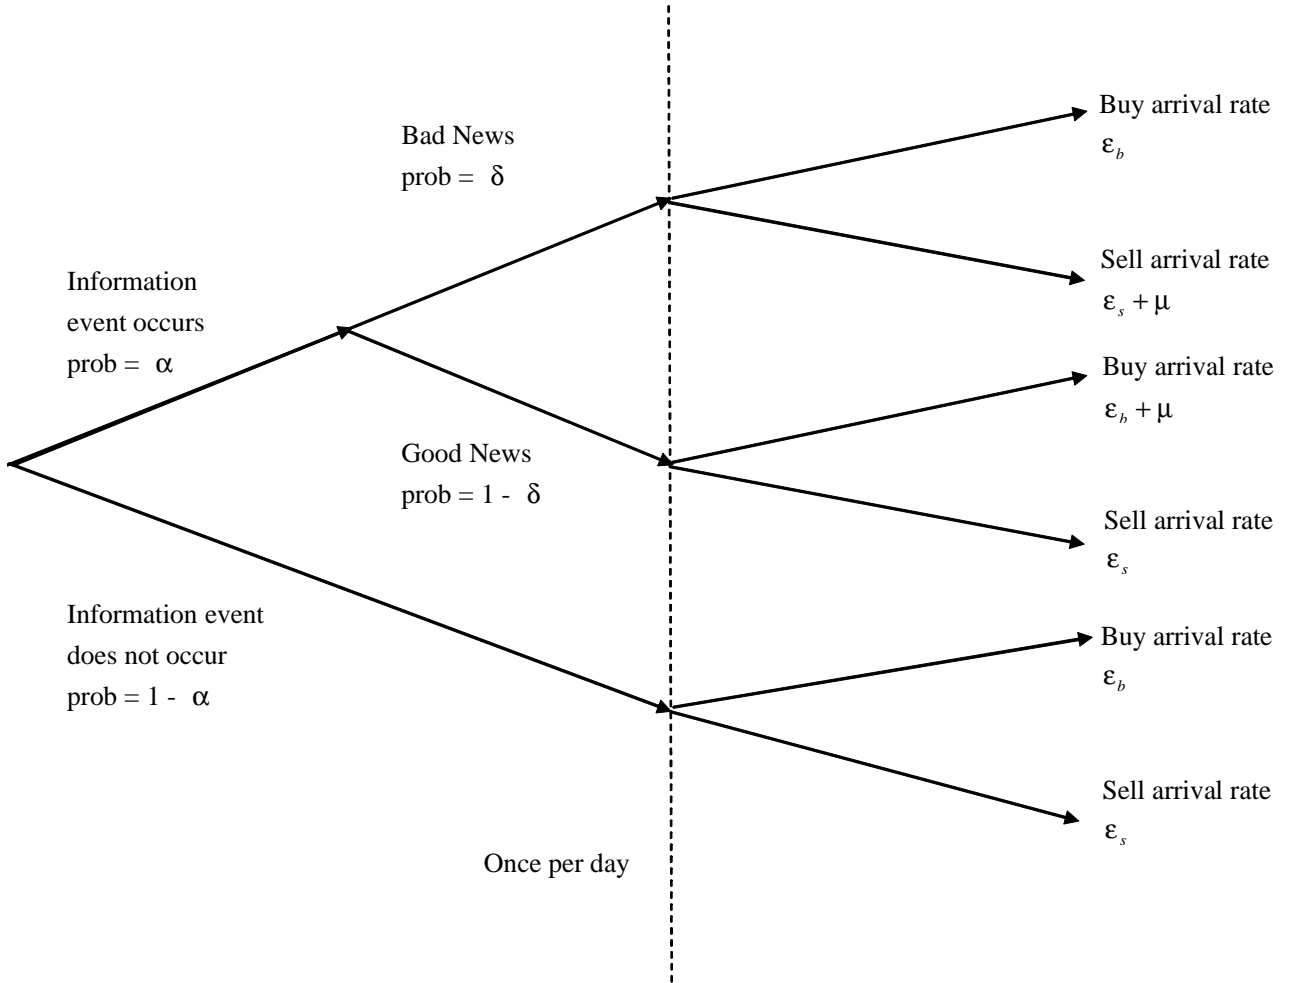 Buy arrival rate
ε_b
Bad News
prob = δ
Sell arrival rate
ε_s + μ
Information
event occurs
prob = α
Buy arrival rate
ε_b + μ
Good News
prob = 1 - δ
Sell arrival rate
ε_s
Information event
does not occur
prob = 1 - α
Buy arrival rate
ε_b
Sell arrival rate
ε_s
Once per day